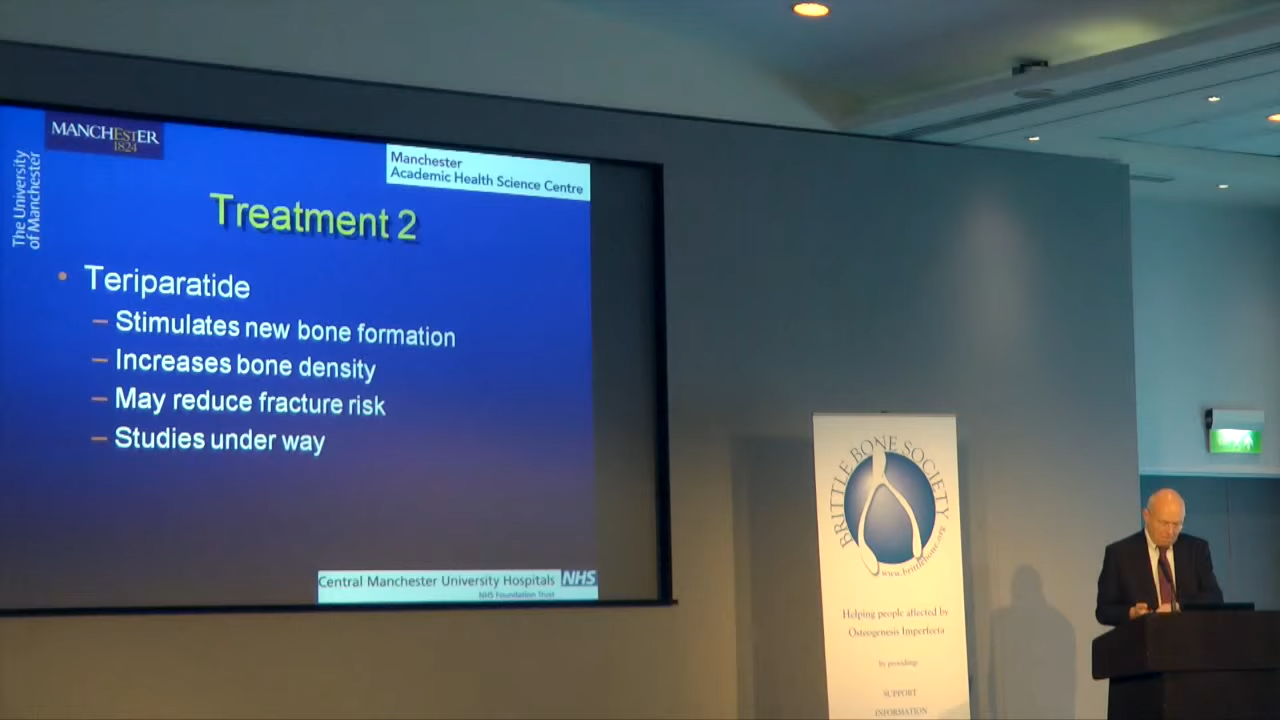 MANCHESTER
1824
The University
of Manchester
Manchester
Academic Health Science Centre
Treatment 2
• Teriparatide
– Stimulates new bone formation
– Increases bone density
– May reduce fracture risk
– Studies under way
Central Manchester University Hospitals NHS
NHS Foundation Trust
BRITTLE BONE SOCIETY
www.brittlebone.org
Helping people affected by
Osteogenesis Imperfecta
by providing:
SUPPORT
INFORMATION